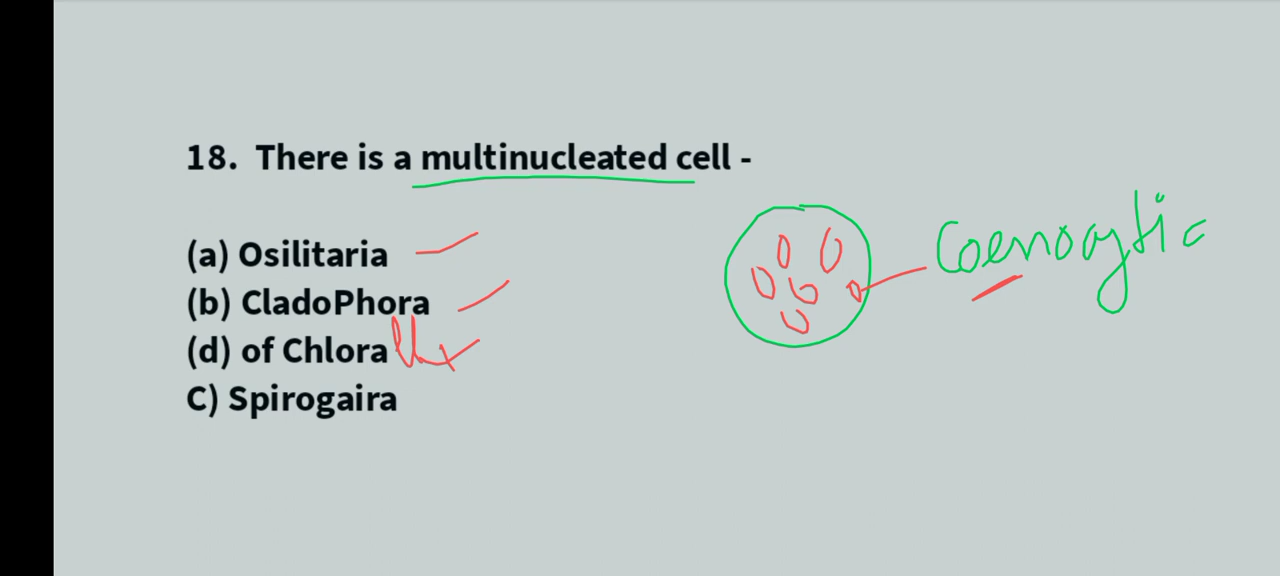 18. There is a multinucleated cell -
Coenocytic
(a) Osilitaria
(b) CladoPhora
(d) of Chlora
C) Spirogaira